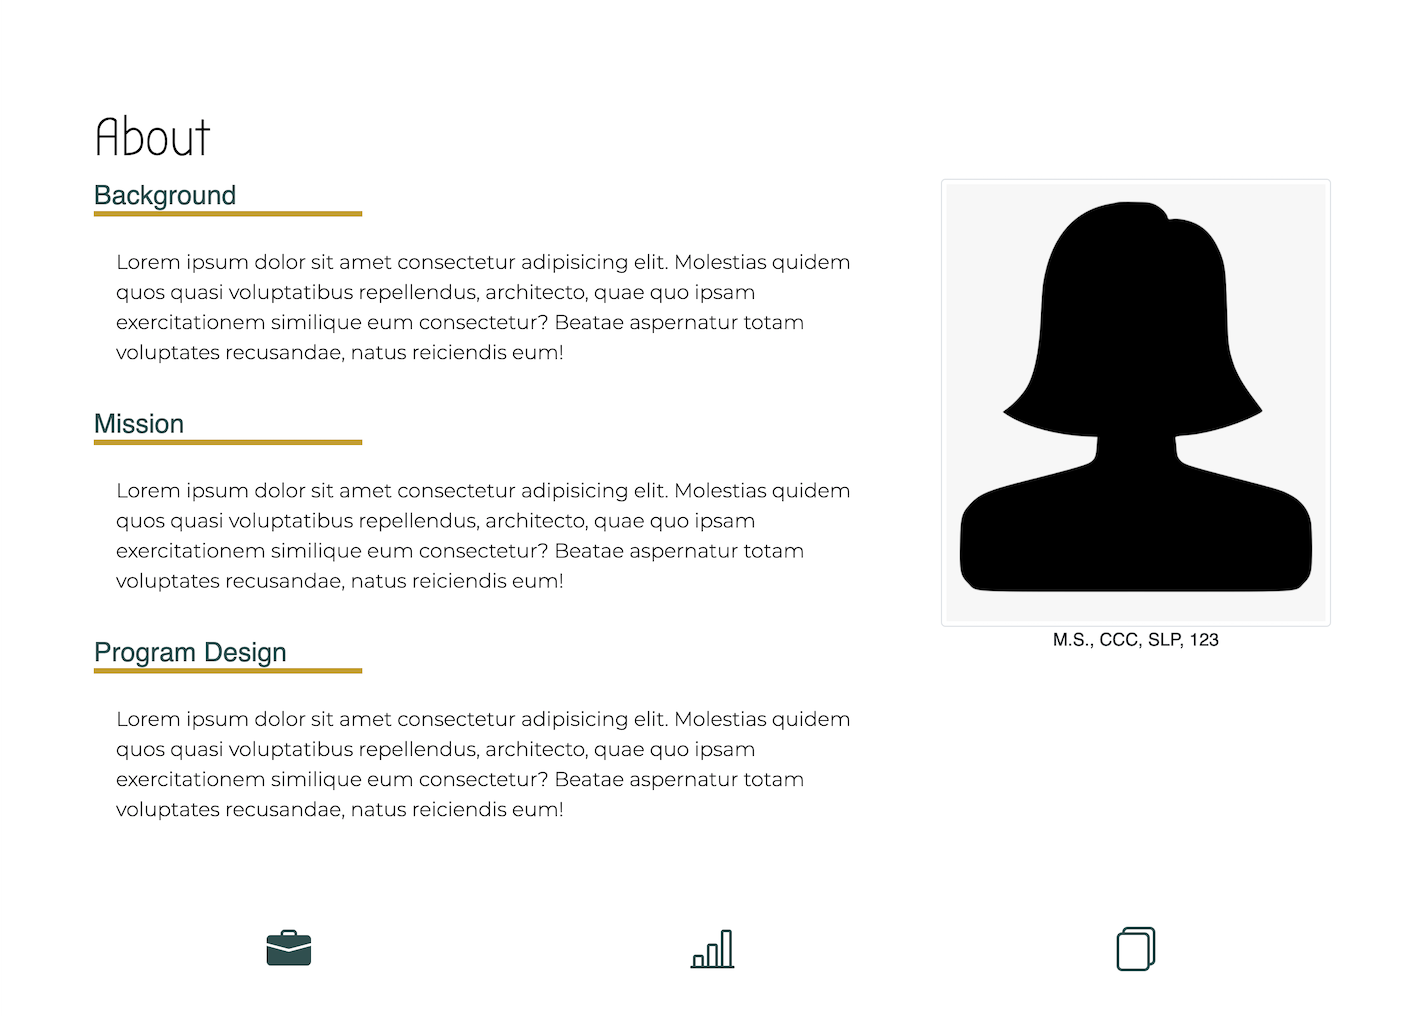 About
Background
Lorem ipsum dolor sit amet consectetur adipisicing elit. Molestias quidem
quos quasi voluptatibus repellendus, architecto, quae quo ipsam
exercitationem similique eum consectetur? Beatae aspernatur totam
voluptates recusandae, natus reiciendis eum!
Mission
Lorem ipsum dolor sit amet consectetur adipisicing elit. Molestias quidem
quos quasi voluptatibus repellendus, architecto, quae quo ipsam
exercitationem similique eum consectetur? Beatae aspernatur totam
voluptates recusandae, natus reiciendis eum!
Program Design
Lorem ipsum dolor sit amet consectetur adipisicing elit. Molestias quidem
quos quasi voluptatibus repellendus, architecto, quae quo ipsam
exercitationem similique eum consectetur? Beatae aspernatur totam
voluptates recusandae, natus reiciendis eum!
M.S., CCC, SLP, 123